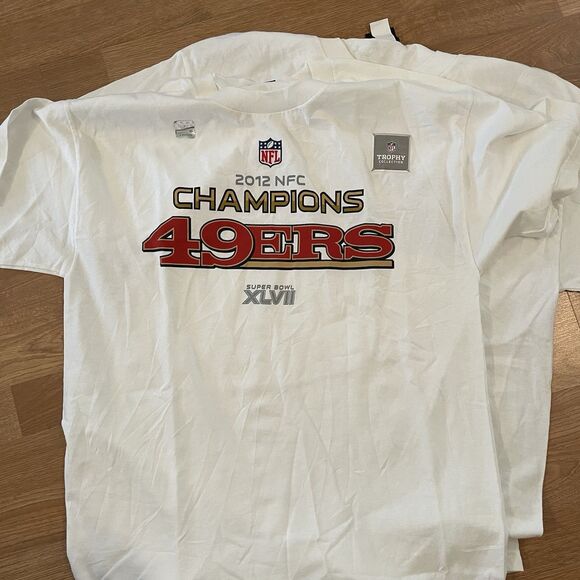 NFL
TROPHY
COLLECTION
2012 NFC
CHAMPIONS
49ERS
SUPER BOWL
XLVII